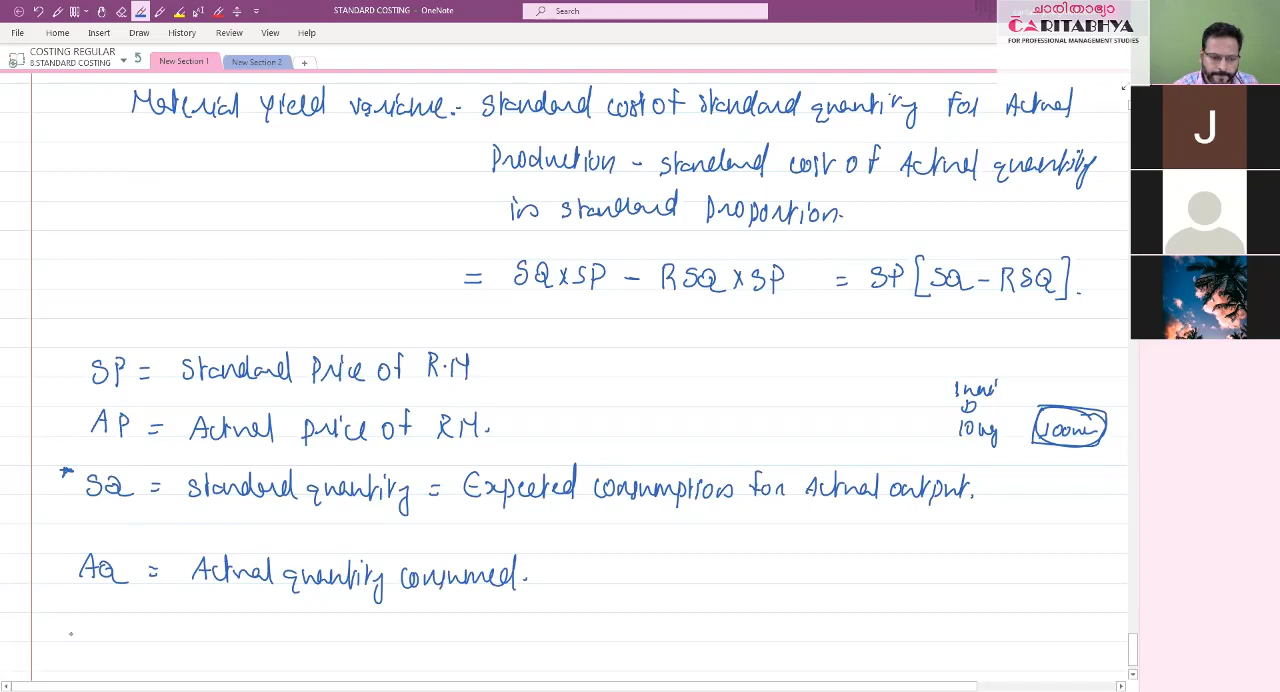 STANDARD COSTING - OneNote
Search
File Home Insert Draw History Review View Help
COSTING REGULAR
8.STANDARD COSTING
New Section 1
New Section 2
ചാരിതാഭ്യാ
CARITABHYA
FOR PROFESSIONAL MANAGEMENT STUDIES
J
Material Yield variance - Standard cost of standard quantity for Actual
Production - standard cost of Actual quantity
in standard proportion.
= SQ x SP - RSQ x SP = SP [SQ - RSQ].
SP = Standard Price of R.M
AP = Actual price of RM.
* SQ = Standard quantity = Expected consumption for Actual output.
10 kg
AQ = Actual quantity consumed.